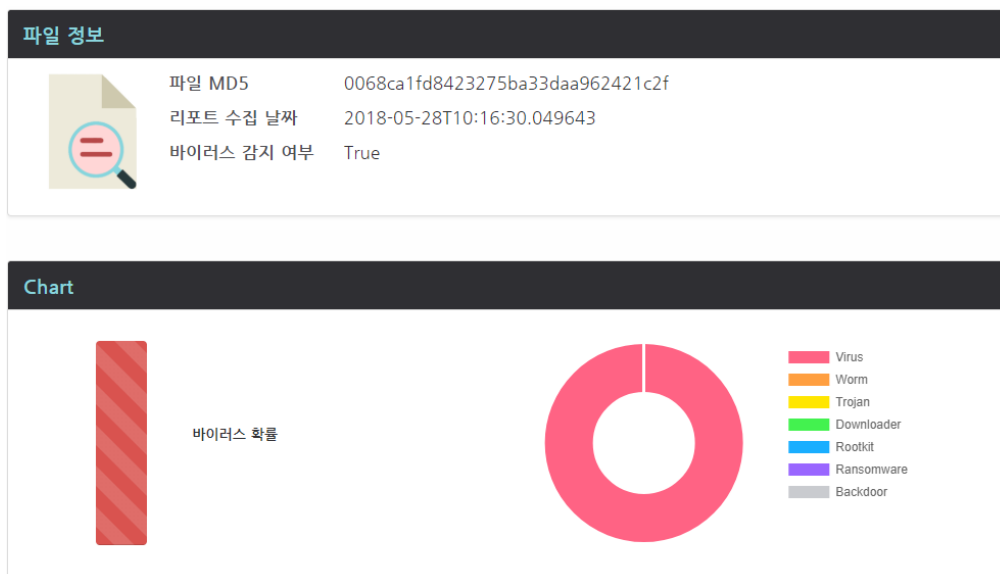 파일 정보
파일 MD5 0068ca1fd8423275ba33daa962421c2f
리포트 수집 날짜 2018-05-28T10:16:30.049643
바이러스 감지 여부 True
Chart
바이러스 확률
Virus
Worm
Trojan
Downloader
Rootkit
Ransomware
Backdoor